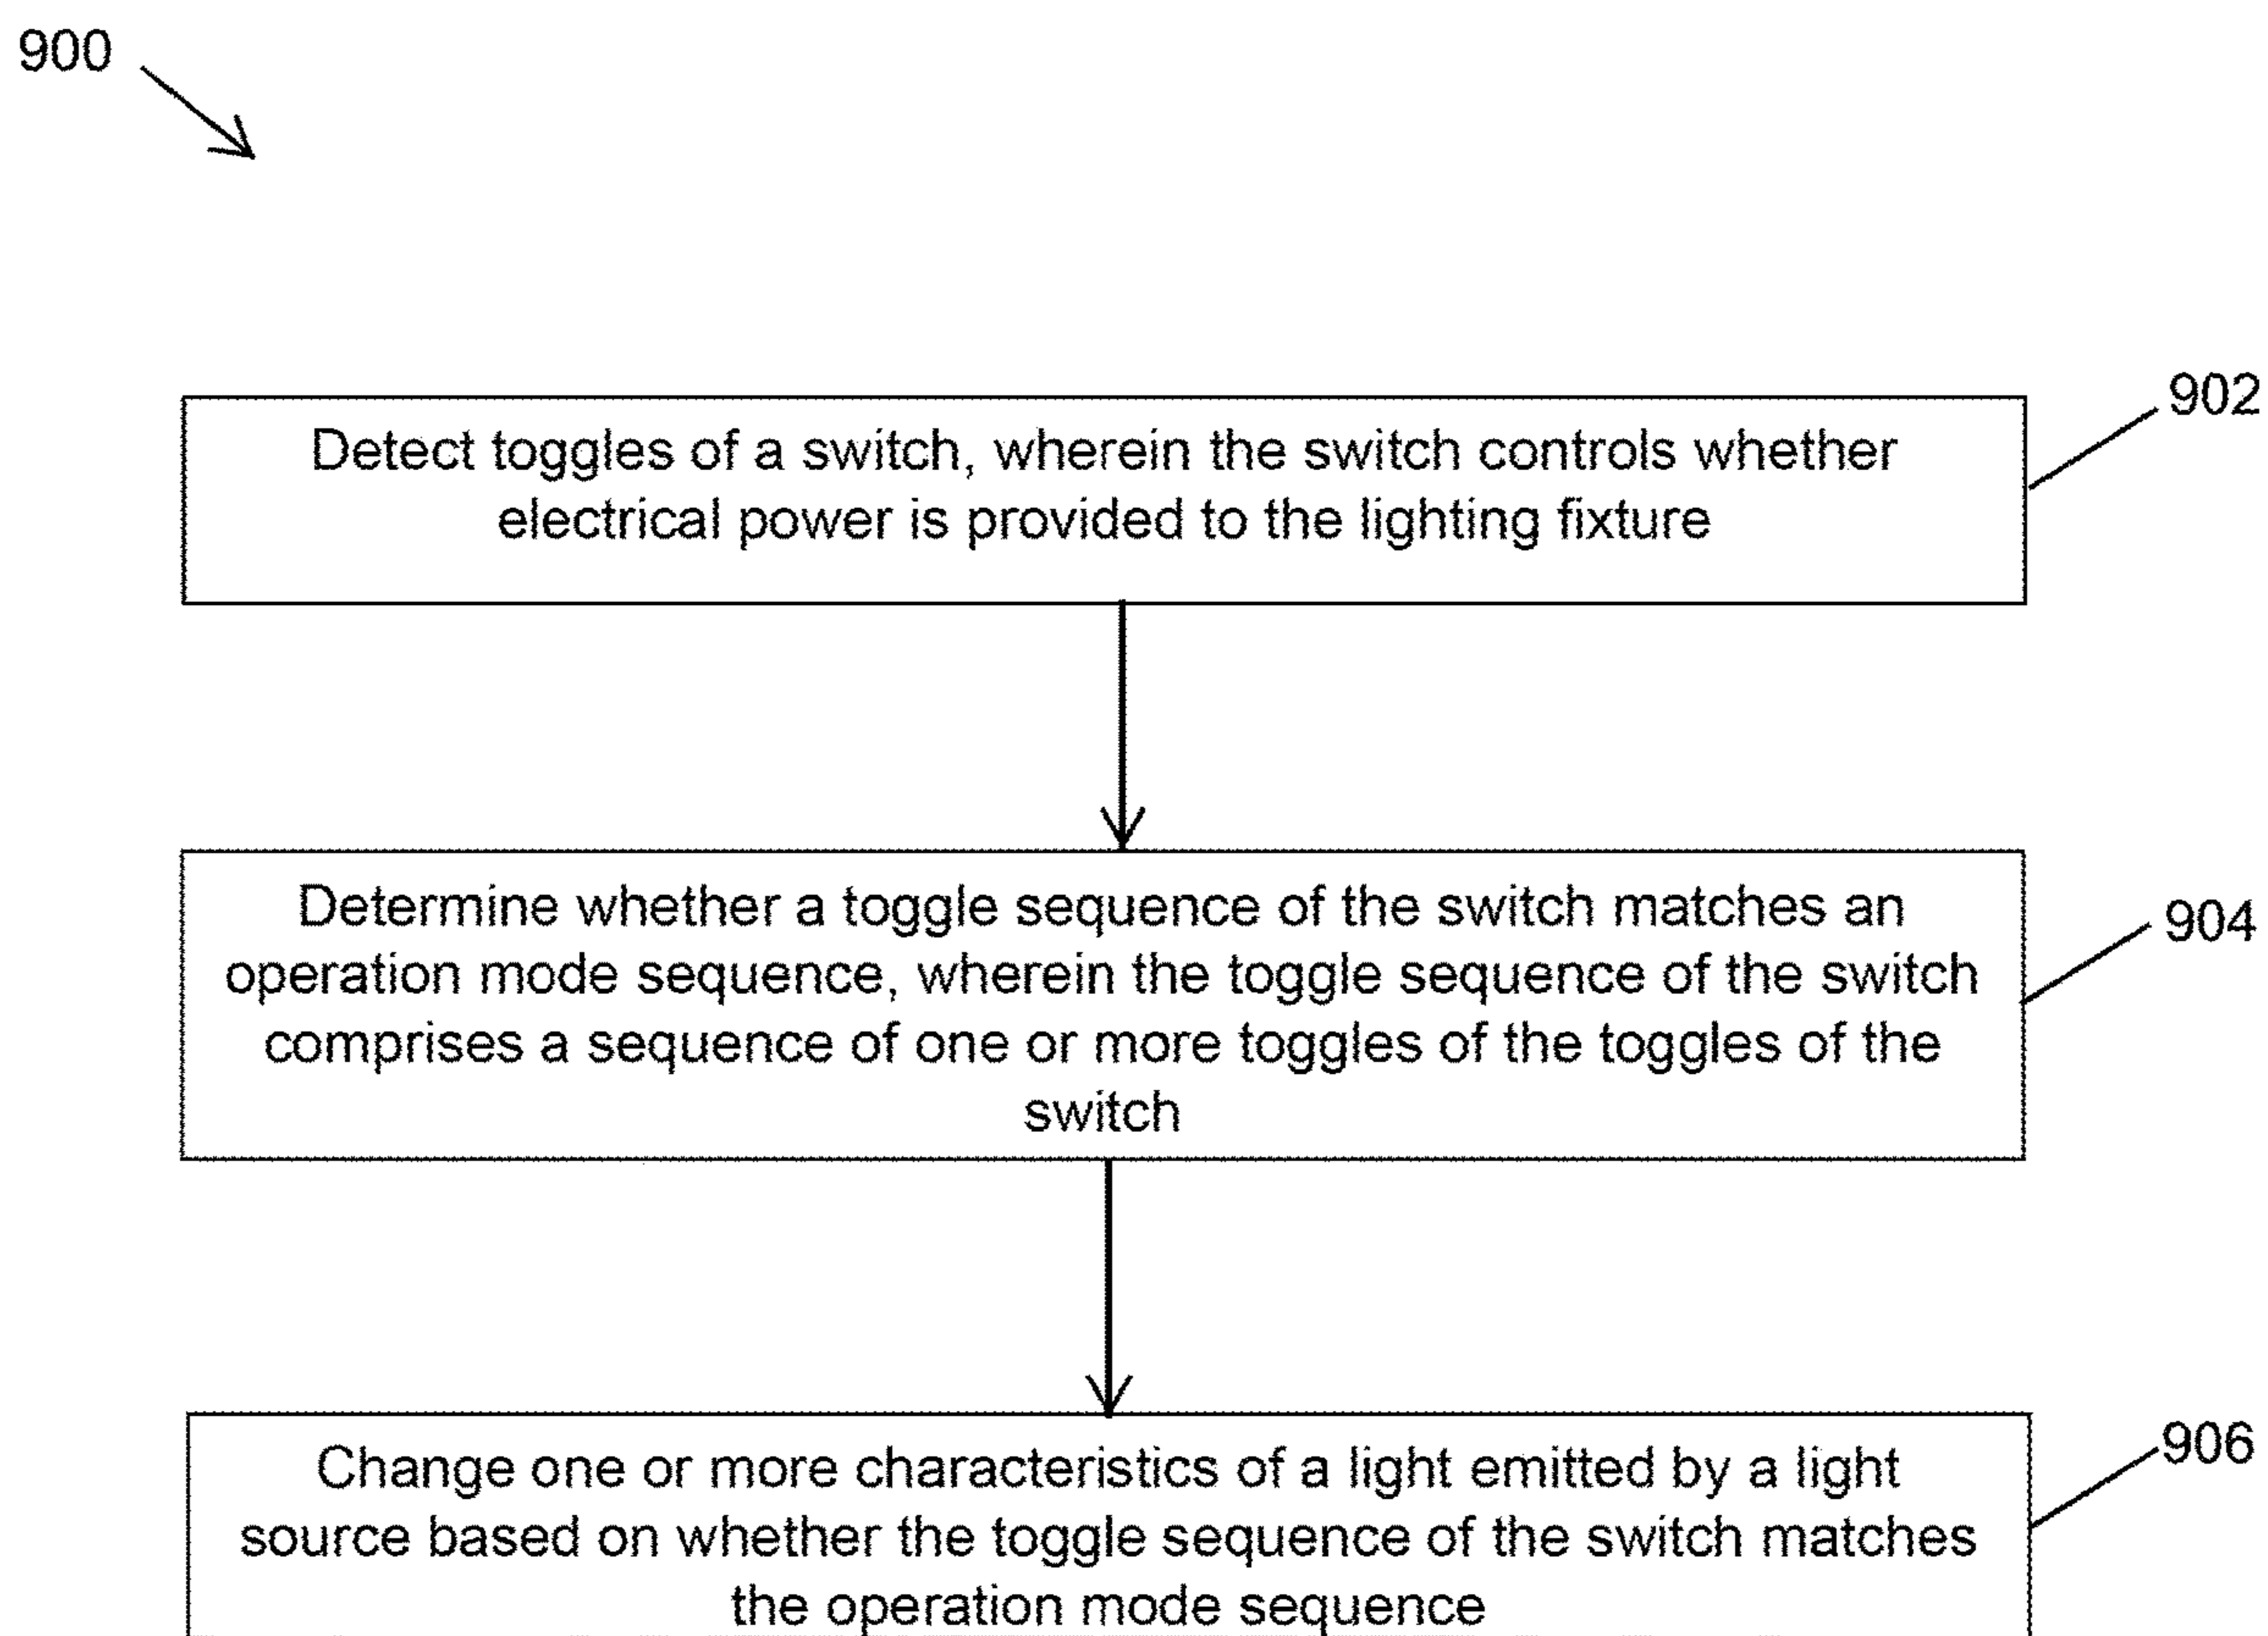 900
902
Detect toggles of a switch, wherein the switch controls whether
electrical power is provided to the lighting fixture
904
Determine whether a toggle sequence of the switch matches an
operation mode sequence, wherein the toggle sequence of the switch
comprises a sequence of one or more toggles of the toggles of the
switch
906
Change one or more characteristics of a light emitted by a light
source based on whether the toggle sequence of the switch matches
the operation mode sequence